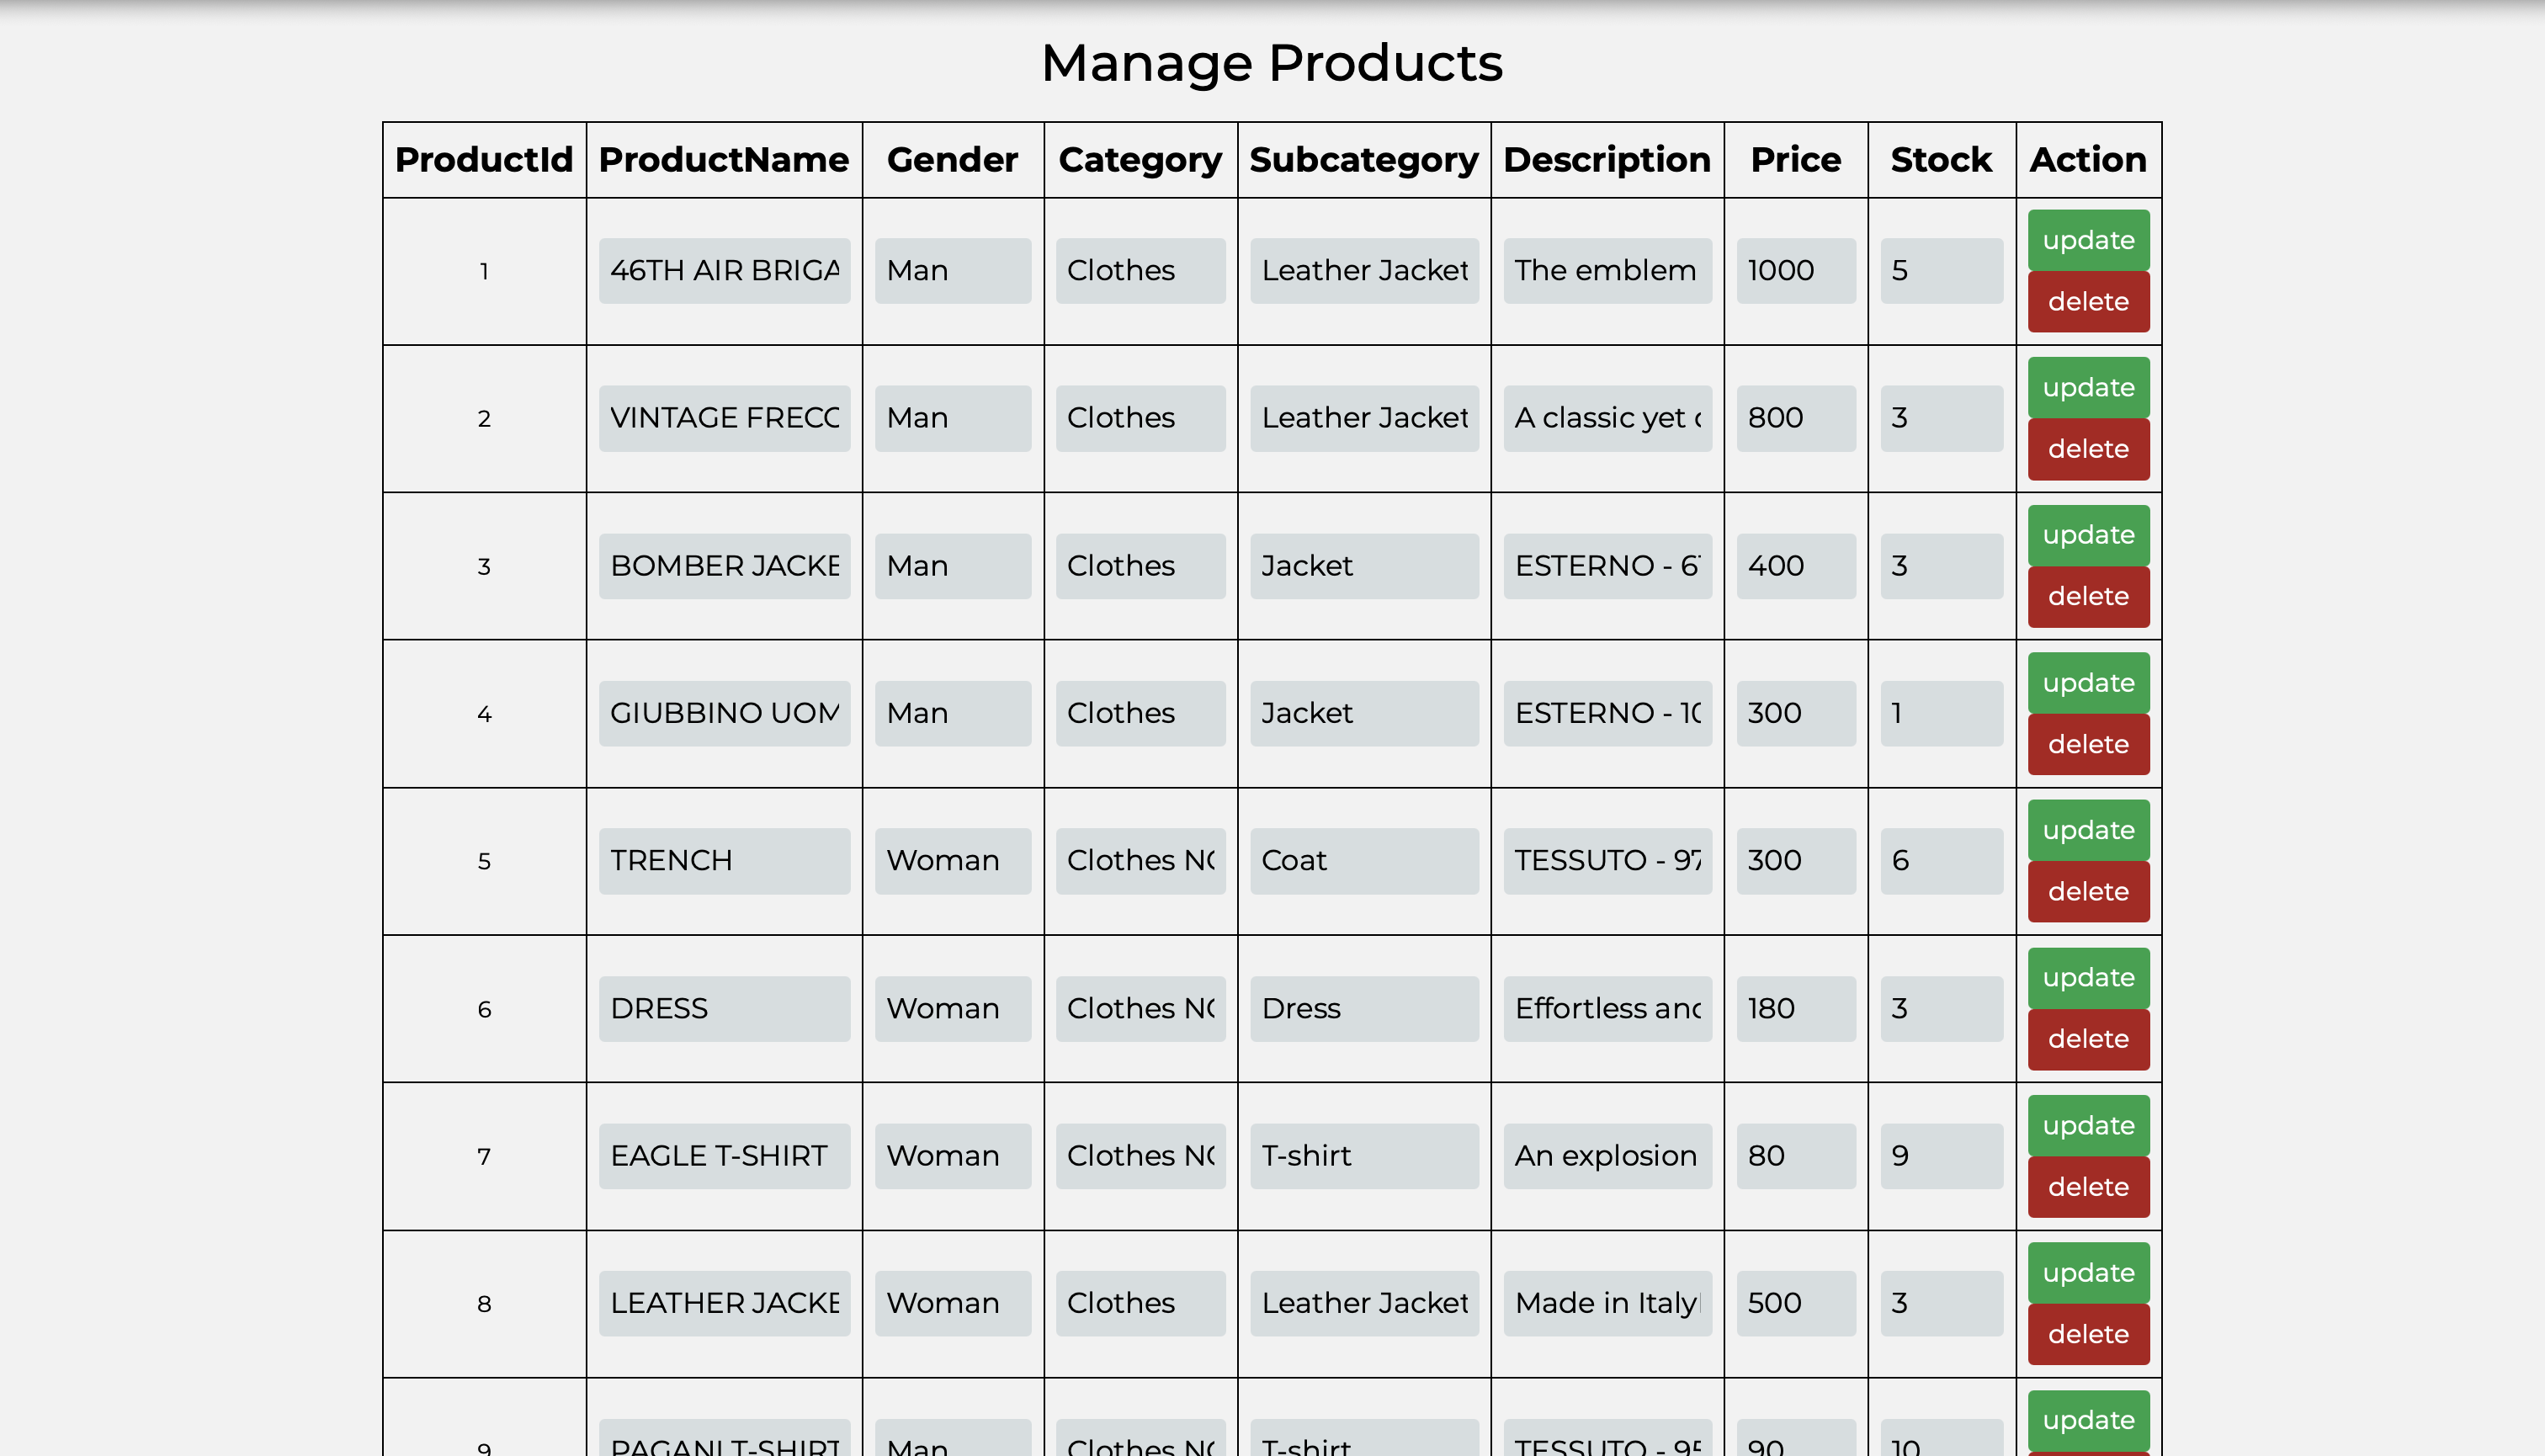 Manage Products
ProductId ProductName Gender Category Subcategory Description Price Stock Action
1 46TH AIR BRIGA Man Clothes Leather Jacket The emblem 1000 5 update
delete
2 VINTAGE Man Clothes Leather Jacket A classic yet 800 3 update
delete
3 BOMBER JACKE Man Clothes Jacket ESTERNO - 6 400 3 update
delete
4 GIUBBINO UOM Man Clothes Jacket ESTERNO - 10 300 1 update
delete
5 TRENCH Woman Clothes Coat TESSUTO - 97 300 6 update
delete
6 DRESS Woman Clothes Dress Effortless and 180 3 update
delete
7 EAGLE T-SHIRT Woman Clothes T-shirt An explosion 80 9 update
delete
8 LEATHER JACKE Woman Clothes Leather Jacket Made in Italy 500 3 update
delete
9 PAGANI T-SHIRT Man Clothes T-shirt TESSUTO - 95 90 10 update